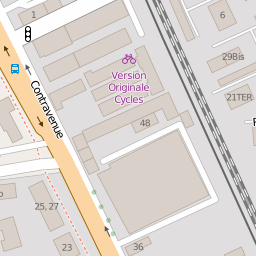 1
6
29Bis
Version
Originale
Cycles
21TER
Contravenue
48
25, 27
23
36